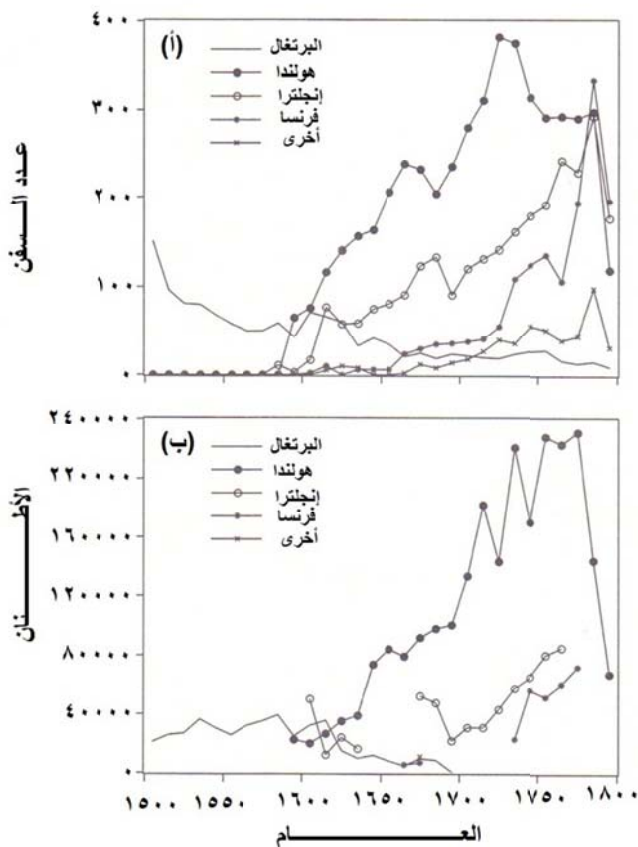 (أ)
البرتغال
هولندا
إنجلترا
فرنسا
أخرى
٤٠٠
٣٠٠
٢٠٠
١٠٠
٠
عدد السفن
(ب)
البرتغال
هولندا
إنجلترا
فرنسا
أخرى
٢٤٠٠٠٠
٢٢٠٠٠٠
١٦٠٠٠٠
١٢٠٠٠٠
٨٠٠٠٠
٤٠٠٠٠
٠
الأطنان
١٥٠٠ ١٥٥٠ ١٦٠٠ ١٦٥٠ ١٧٠٠ ١٧٥٠ ١٨٠٠
العام